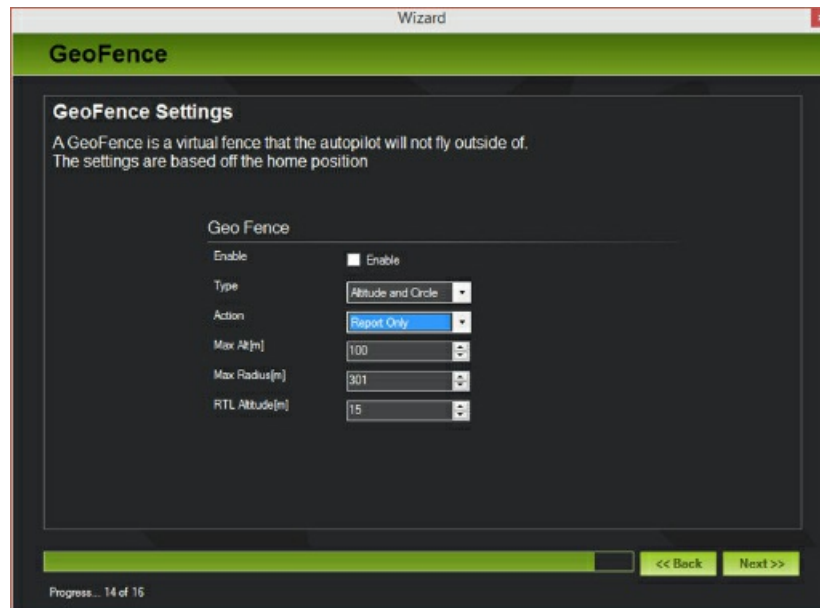 Wizard
GeoFence
GeoFence Settings
A GeoFence is a virtual fence that the autopilot will not fly outside of.
The settings are based off the home position
Geo Fence
Enable
Enable
Type
Altitude and Circle
Action
Report Only
Max Alt[m]
100
Max Radius[m]
301
RTL Altitude[m]
15
<< Back
Next >>
Progress... 14 of 16